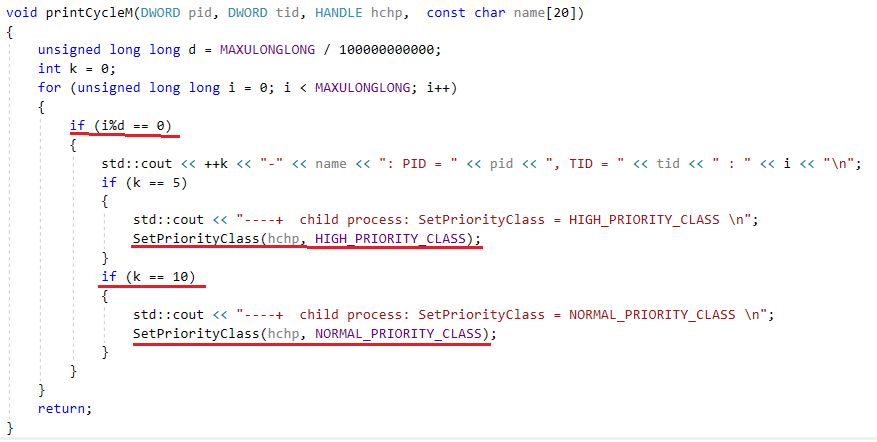 void printCycleM(DWORD pid, DWORD tid, HANDLE hchp,  const char name[20])
{
    unsigned long long d = MAXULONGLONG / 100000000000;
    int k = 0;
    for (unsigned long long i = 0; i < MAXULONGLONG; i++)
    {
        if (i%d == 0)
        {
            std::cout << ++k << "-" << name << ": PID = " << pid << ", TID = " << tid << " : " << i << "\n";
            if (k == 5)
            {
                std::cout << "----+  child process: SetPriorityClass = HIGH_PRIORITY_CLASS \n";
                SetPriorityClass(hchp, HIGH_PRIORITY_CLASS);
            }
            if (k == 10)
            {
                std::cout << "----+  child process: SetPriorityClass = NORMAL_PRIORITY_CLASS \n";
                SetPriorityClass(hchp, NORMAL_PRIORITY_CLASS);
            }
        }
    }
    return;
}